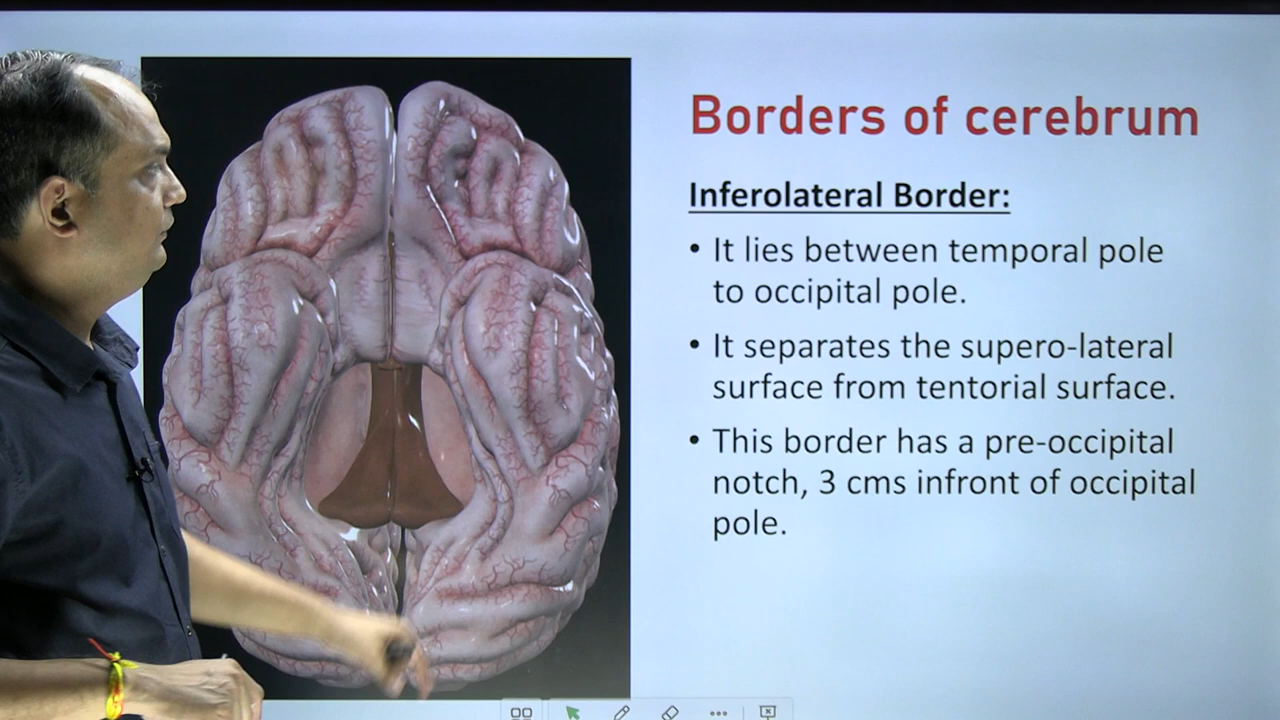 Borders of cerebrum
Inferolateral Border:
• It lies between temporal pole
to occipital pole.
• It separates the supero-lateral
surface from tentorial surface.
• This border has a pre-occipital
notch, 3 cms infront of occipital
pole.